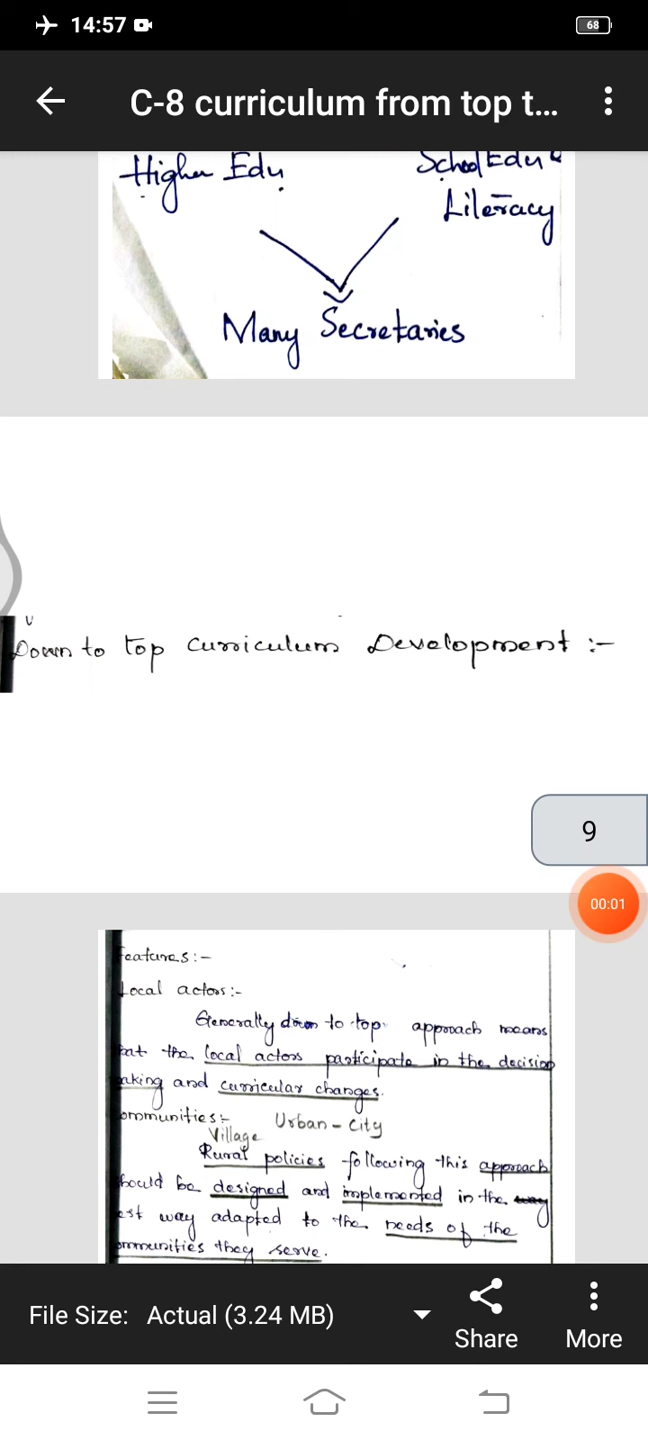 14:57
68
C-8 curriculum from top t...
Higher Edu
School Edu &
Literacy
Many Secretaries
Down to top curriculum Development :-
9
00:01
Features :-
Local actors :-
Generally down to top approach means
that the local actors participate in the decision
making and curricular changes.
Communities :- Urban - City
Village
Rural policies following this approach
should be designed and implemented in the way
best way adapted to the needs of the
communities they serve.
File Size: Actual (3.24 MB)
Share
More